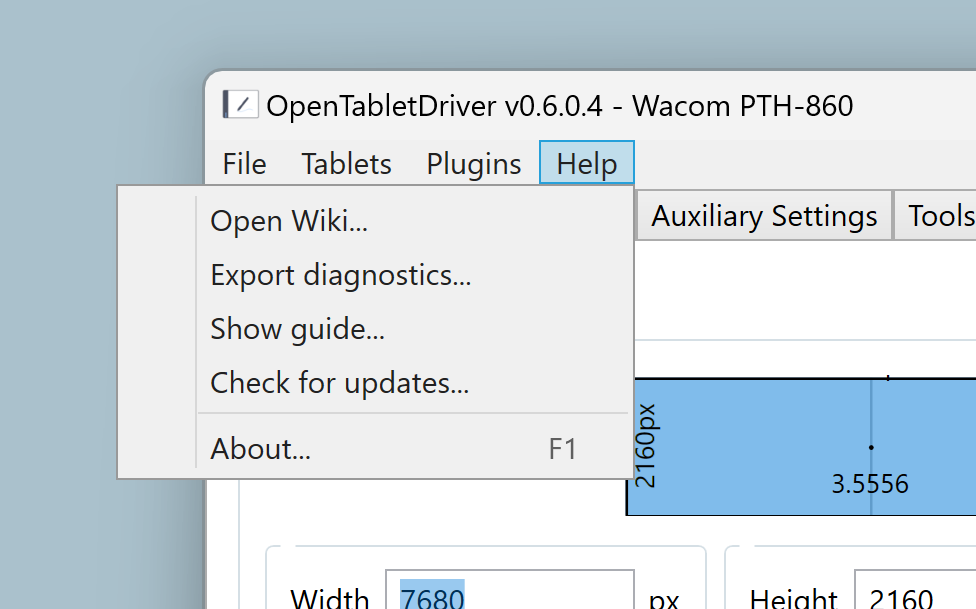 OpenTabletDriver v0.6.0.4 - Wacom PTH-860
File Tablets Plugins Help
Auxiliary Settings Tools
Open Wiki...
Export diagnostics...
Show guide...
Check for updates...
About... F1
2160px
3.5556
Width 7680 px Height 2160